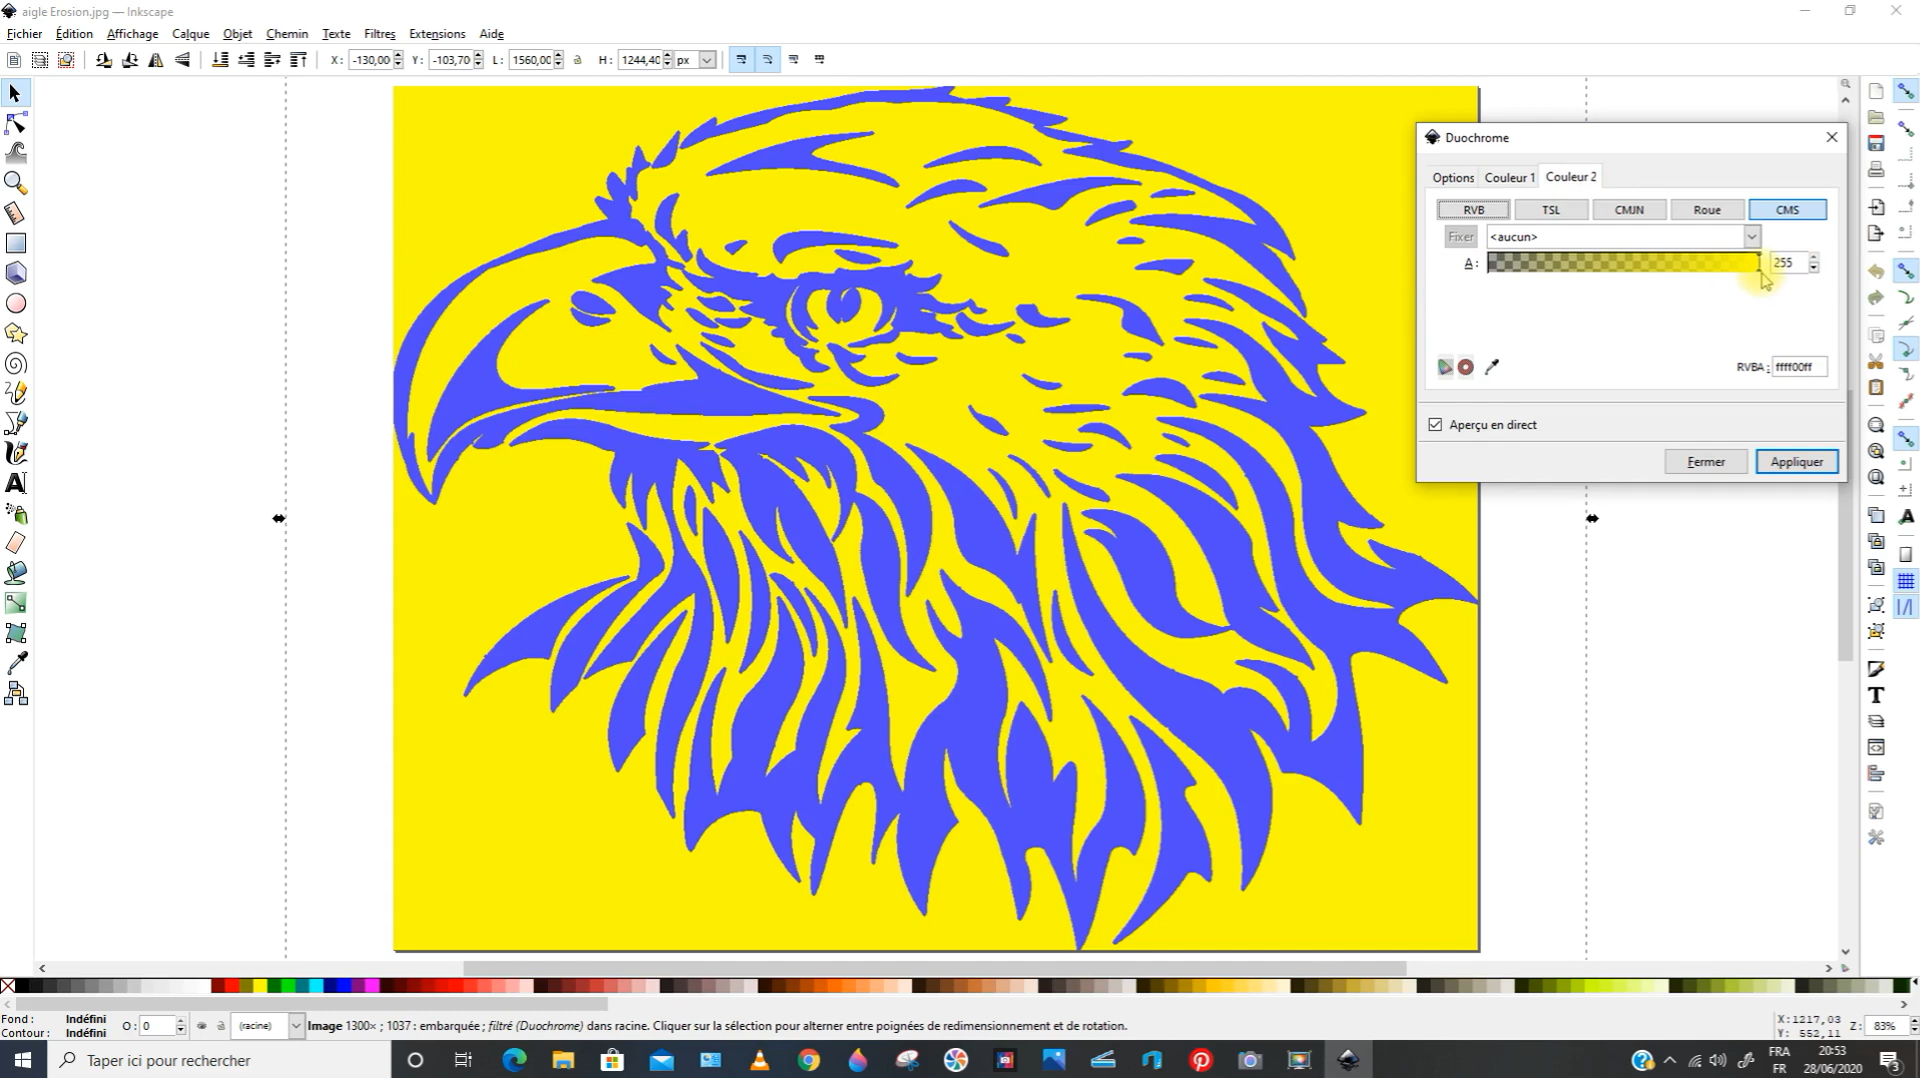 aigle Erosion.jpg — Inkscape
Fichier Édition Affichage Calque Objet Chemin Texte Filtres Extensions Aide
X: -130,00 Y: -103,70 L: 1560,00 H: 1244,40 px
Duochrome
Options Couleur 1 Couleur 2
RVB TSL CMJN Roue CMS
Fixer <aucun>
A: 255
RVBA: ffff00ff
Aperçu en direct
Fermer Appliquer
Fond : Indéfini
Contour : Indéfini
O: 0
(racine)
Image 1300× ; 1037 : embarquée ; filtré (Duochrome) dans racine. Cliquer sur la sélection pour alterner entre poignées de redimensionnement et de rotation.
X:1217,03
Y: 552,11
Z: 83%
Taper ici pour rechercher
FRA
FR
20:53
28/06/2020
3